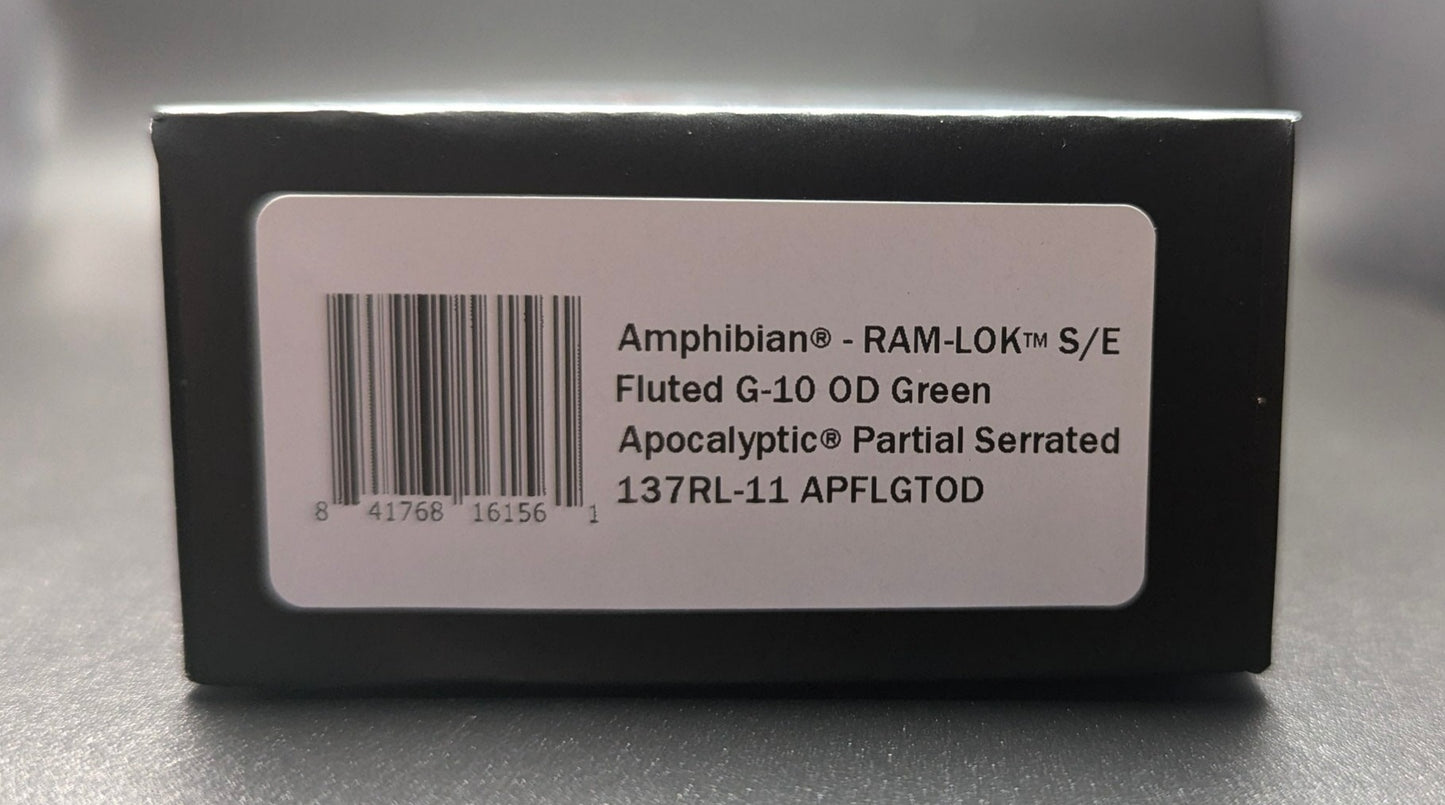 Amphibian® - RAM-LOK™ S/E
Fluted G-10 OD Green
Apocalyptic® Partial Serrated
137RL-11 APFLGTOD
8 41768 16156 1